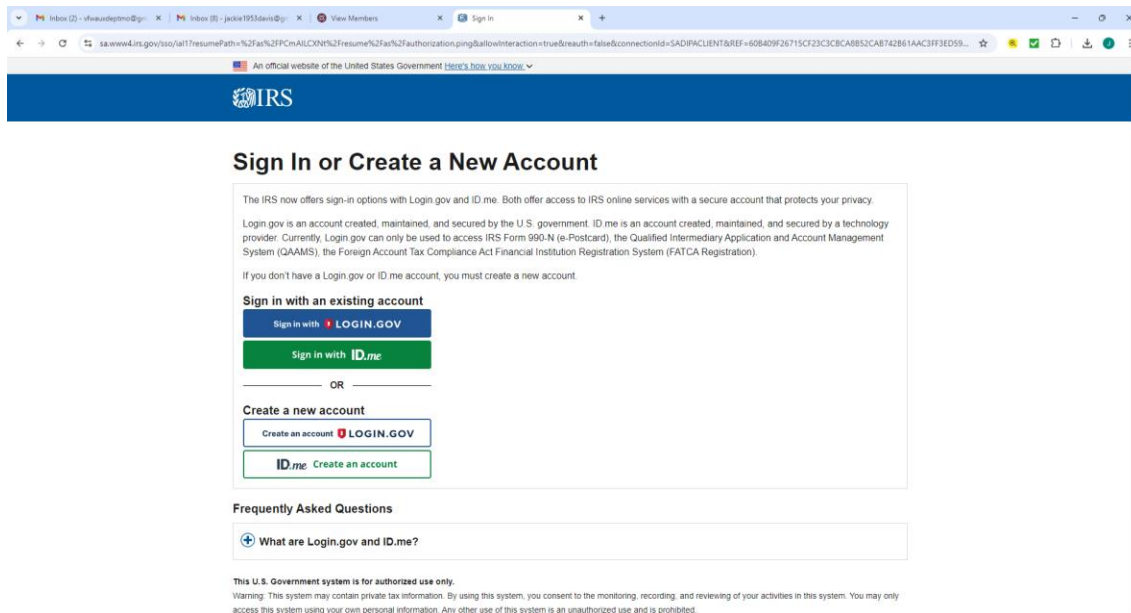 Inbox (2) - vfwauxdeptmo@gm
Inbox (8) - jackie1953davis@gm
View Members
Sign In
sa.www4.irs.gov/sso/ial1?resumePath=%2Fas%2FPCmAILCXNt%2Fresume%2Fas%2Fauthorization.ping&allowInteraction=true&reauth=false&connectionId=SADIPACLIENT&REF=
An official website of the United States Government Here's how you know
IRS
Sign In or Create a New Account
The IRS now offers sign-in options with Login.gov and ID.me. Both offer access to IRS online services with a secure account that protects your privacy.
Login.gov is an account created, maintained, and secured by the U.S. government. ID.me is an account created, maintained, and secured by a technology
provider. Currently, Login.gov can only be used to access IRS Form 990-N (e-Postcard), the Qualified Intermediary Application and Account Management
System (QAAMS), the Foreign Account Tax Compliance Act Financial Institution Registration System (FATCA Registration).
If you don't have a Login.gov or ID.me account, you must create a new account.
Sign in with an existing account
Sign in with LOGIN.GOV
Sign in with ID.me
OR
Create a new account
Create an account LOGIN.GOV
ID.me Create an account
Frequently Asked Questions
What are Login.gov and ID.me?
This U.S. Government system is for authorized use only.
Warning: This system may contain private tax information. By using this system, you consent to the monitoring, recording, and reviewing of your activities in this system. You may only
access this system using your own personal information. Any other use of this system is an unauthorized use and is prohibited.